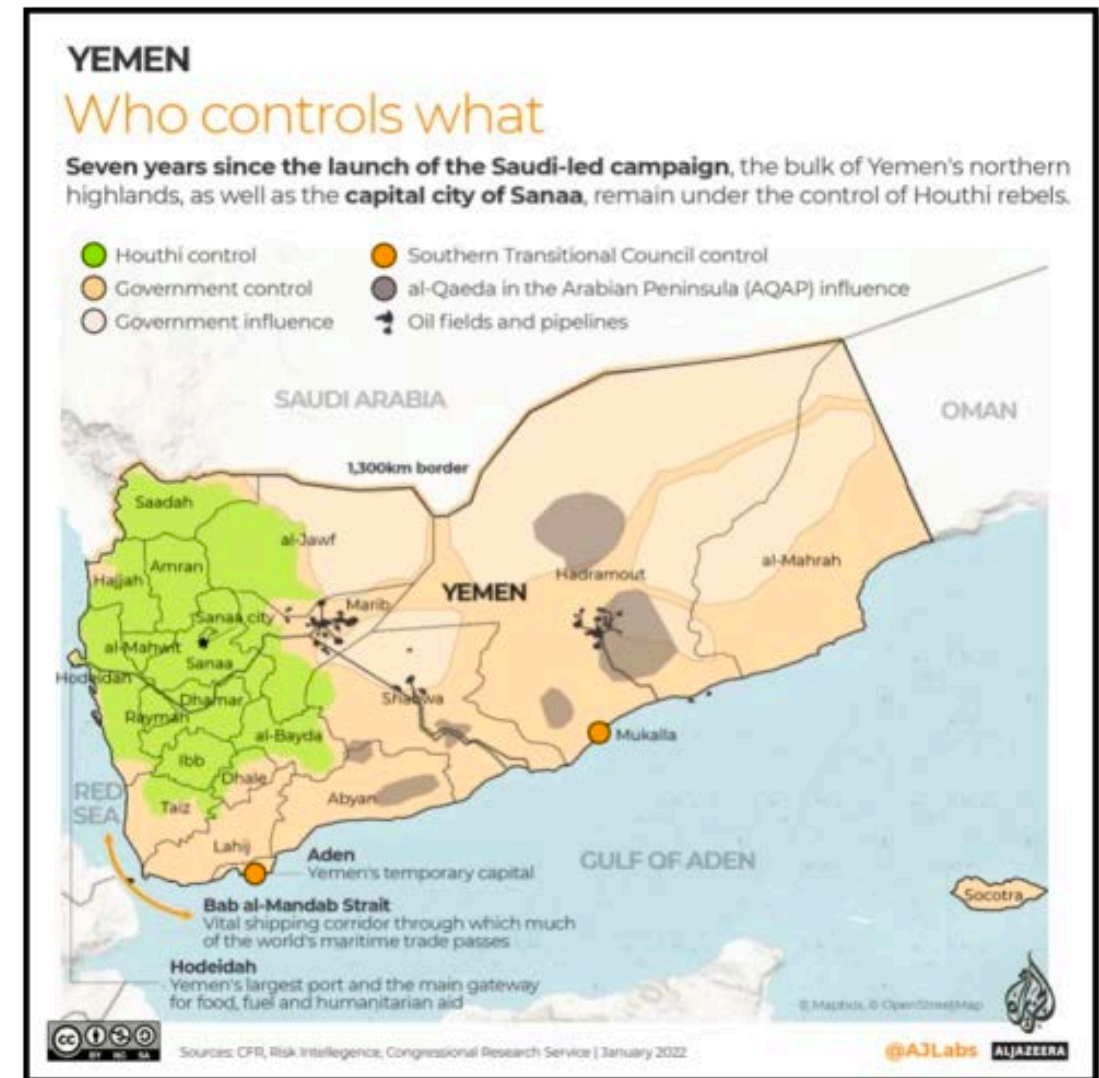 YEMEN
Who controls what
Seven years since the launch of the Saudi-led campaign, the bulk of Yemen's northern
highlands, as well as the capital city of Sanaa, remain under the control of Houthi rebels.
Houthi control
Government control
Government influence
Southern Transitional Council control
al-Qaeda in the Arabian Peninsula (AQAP) influence
Oil fields and pipelines
SAUDI ARABIA
OMAN
1,300km border
Saadah
al-Jawf
Amran
Hajjah
al-Mahrah
Hadramout
YEMEN
Marib
Sanaa city
al-Mahwit
Sanaa
Hodeidah
Dhamar
Shabwa
Raymah
al-Bayda
Mukalla
Ibb
Dhale
RED
SEA
Taiz
Abyan
Lahij
Aden
Yemen's temporary capital
GULF OF ADEN
Socotra
Bab al-Mandab Strait
Vital shipping corridor through which much
of the world's maritime trade passes
Hodeidah
Yemen's largest port and the main gateway
for food, fuel and humanitarian aid
© Mapbox, © OpenStreetMap
cc BY NC SA
Sources: CFR, Risk Intellegence, Congressional Research Service | January 2022
@AJLabs
ALJAZEERA